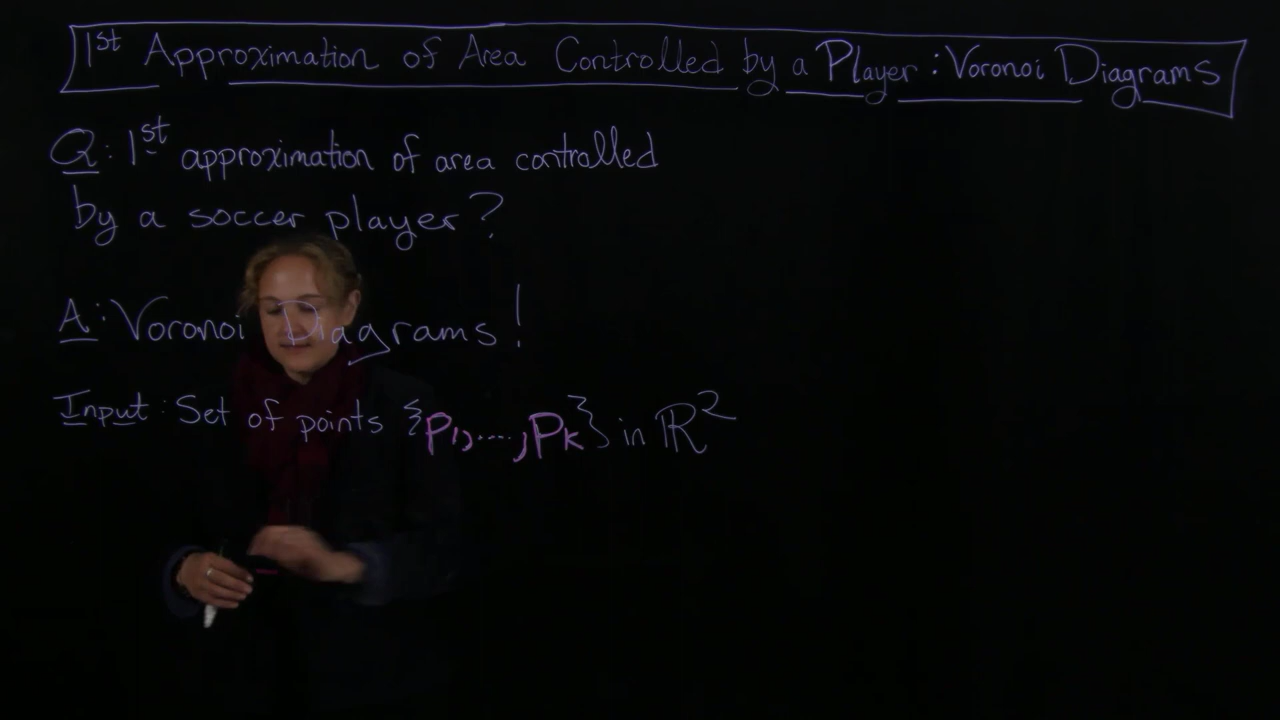 1st Approximation of Area Controlled by a Player: Voronoi Diagrams
Q: 1st approximation of area controlled
by a soccer player?
A: Voronoi Diagrams!
Input: Set of points {P1,....,Pk} in ℝ²